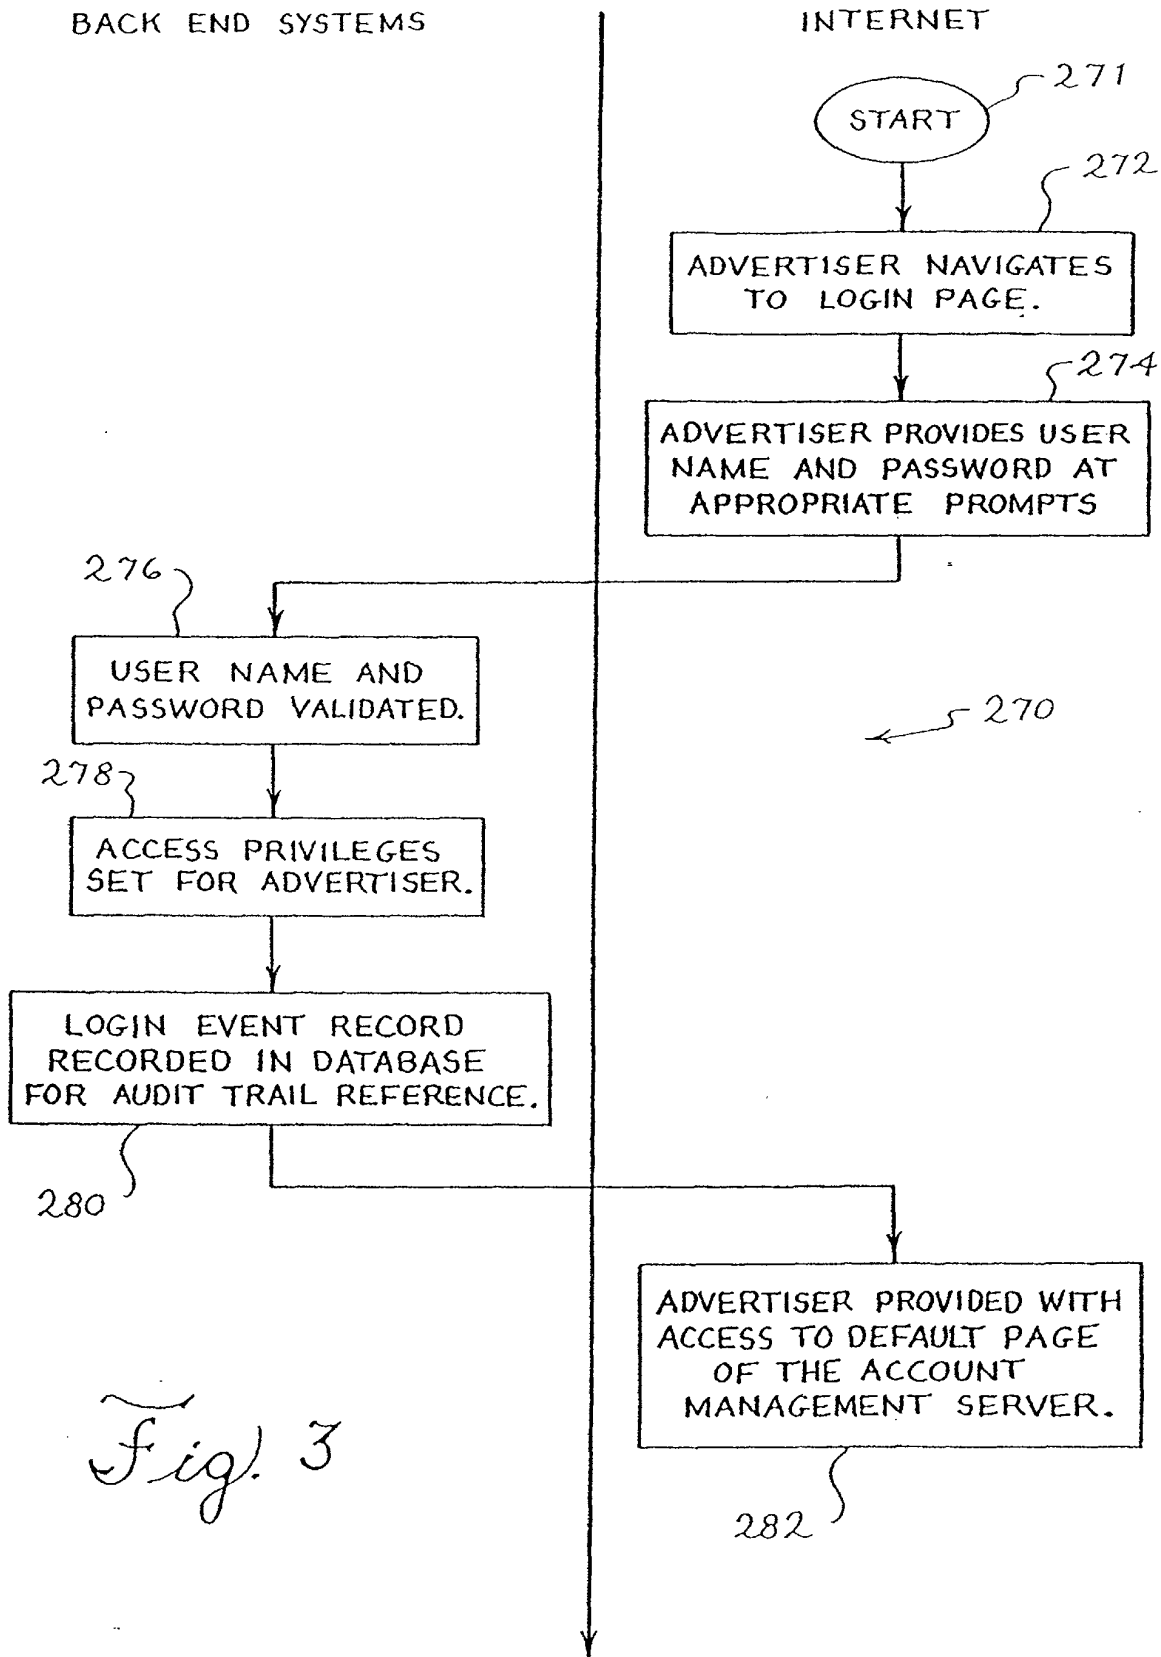 BACK END SYSTEMS
INTERNET
271
START
272
ADVERTISER NAVIGATES
TO LOGIN PAGE.
274
ADVERTISER PROVIDES USER
NAME AND PASSWORD AT
APPROPRIATE PROMPTS
276
USER NAME AND
PASSWORD VALIDATED.
270
278
ACCESS PRIVILEGES
SET FOR ADVERTISER.
LOGIN EVENT RECORD
RECORDED IN DATABASE
FOR AUDIT TRAIL REFERENCE.
280
ADVERTISER PROVIDED WITH
ACCESS TO DEFAULT PAGE
OF THE ACCOUNT
MANAGEMENT SERVER.
282
Fig. 3